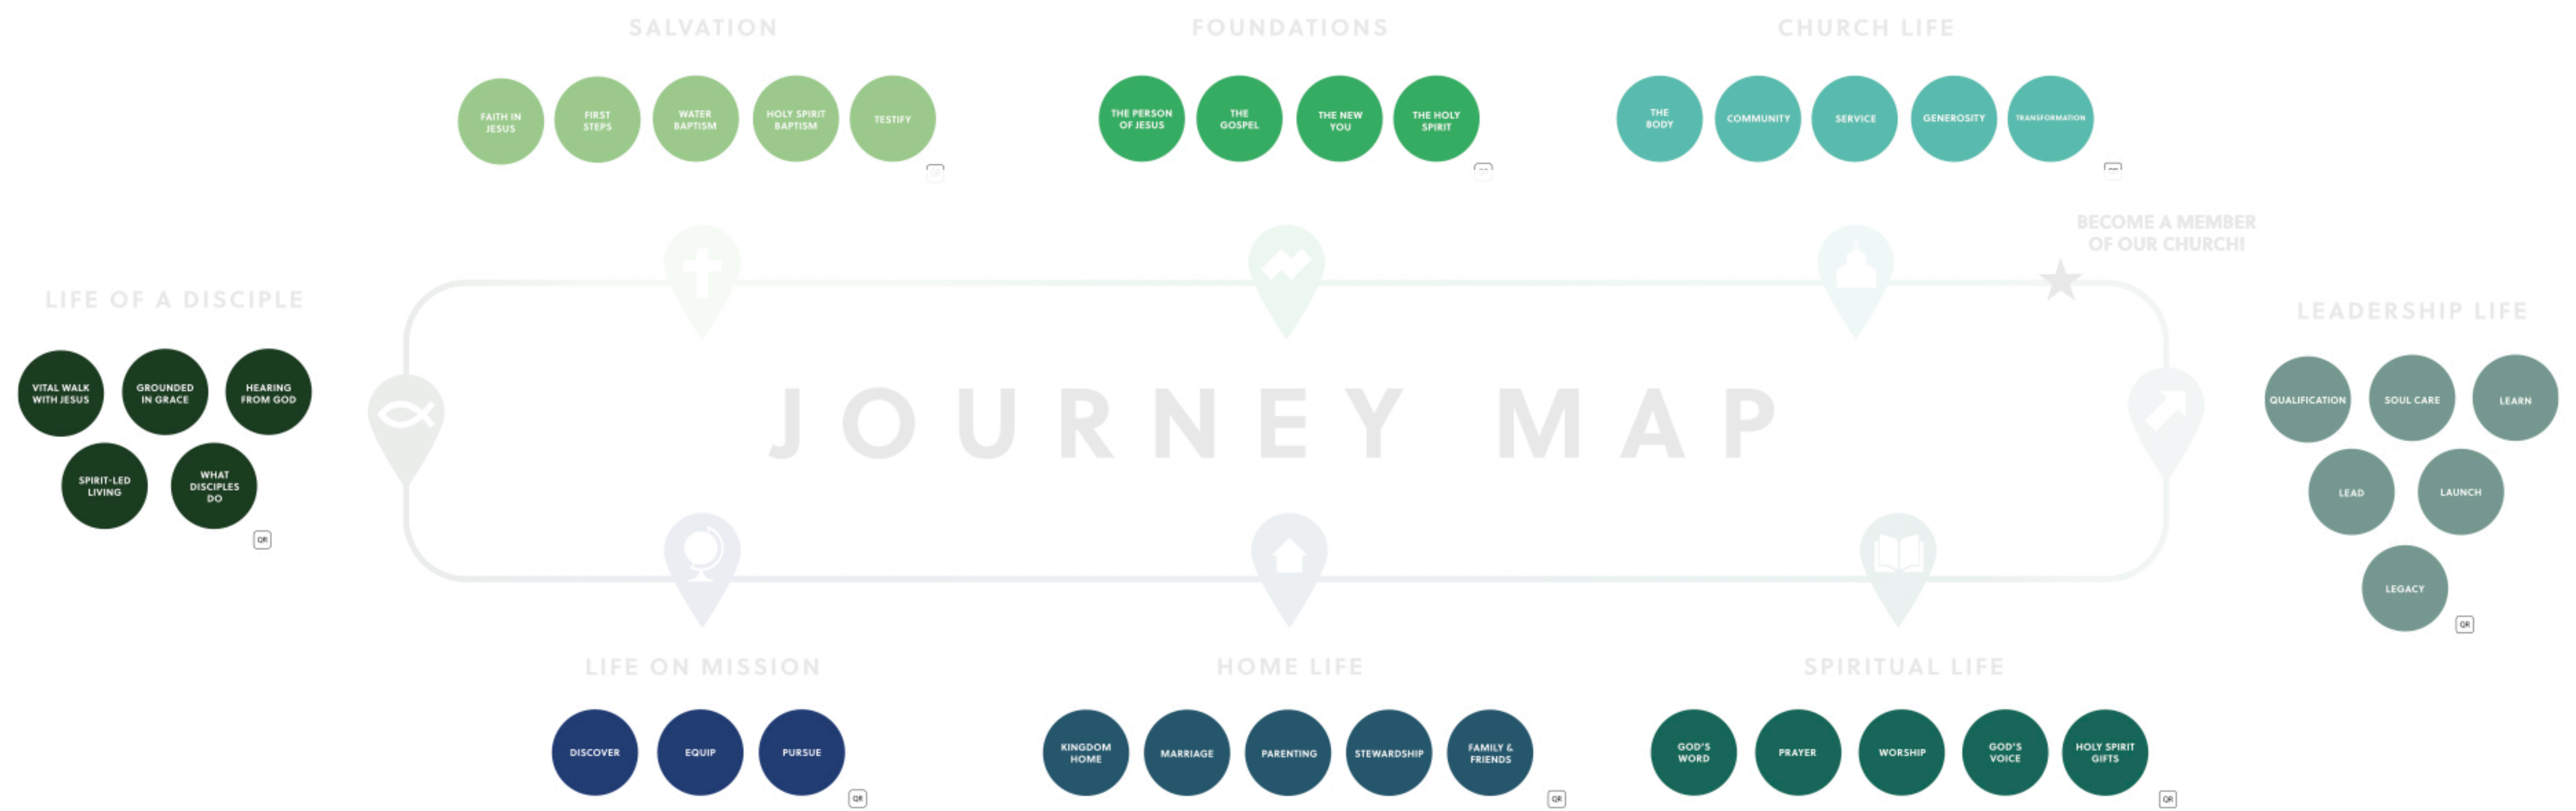 SALVATION
FAITH IN
JESUS
FIRST
STEPS
WATER
BAPTISM
HOLY SPIRIT
BAPTISM
TESTIFY
QR
FOUNDATIONS
THE PERSON
OF JESUS
THE
GOSPEL
THE NEW
YOU
THE HOLY
SPIRIT
CHURCH LIFE
THE
BODY
COMMUNITY
SERVICE
GENEROSITY
TRANSFORMATION
BECOME A MEMBER
OF OUR CHURCH!
LIFE OF A DISCIPLE
VITAL WALK
WITH JESUS
GROUNDED
IN GRACE
HEARING
FROM GOD
SPIRIT-LED
LIVING
WHAT
DISCIPLES
DO
QR
JOURNEY MAP
LEADERSHIP LIFE
QUALIFICATION
SOUL CARE
LEARN
LEAD
LAUNCH
LEGACY
QR
LIFE ON MISSION
DISCOVER
EQUIP
PURSUE
QR
HOME LIFE
KINGDOM
HOME
MARRIAGE
PARENTING
STEWARDSHIP
FAMILY &
FRIENDS
QR
SPIRITUAL LIFE
GOD'S
WORD
PRAYER
WORSHIP
GOD'S
VOICE
HOLY SPIRIT
GIFTS
QR